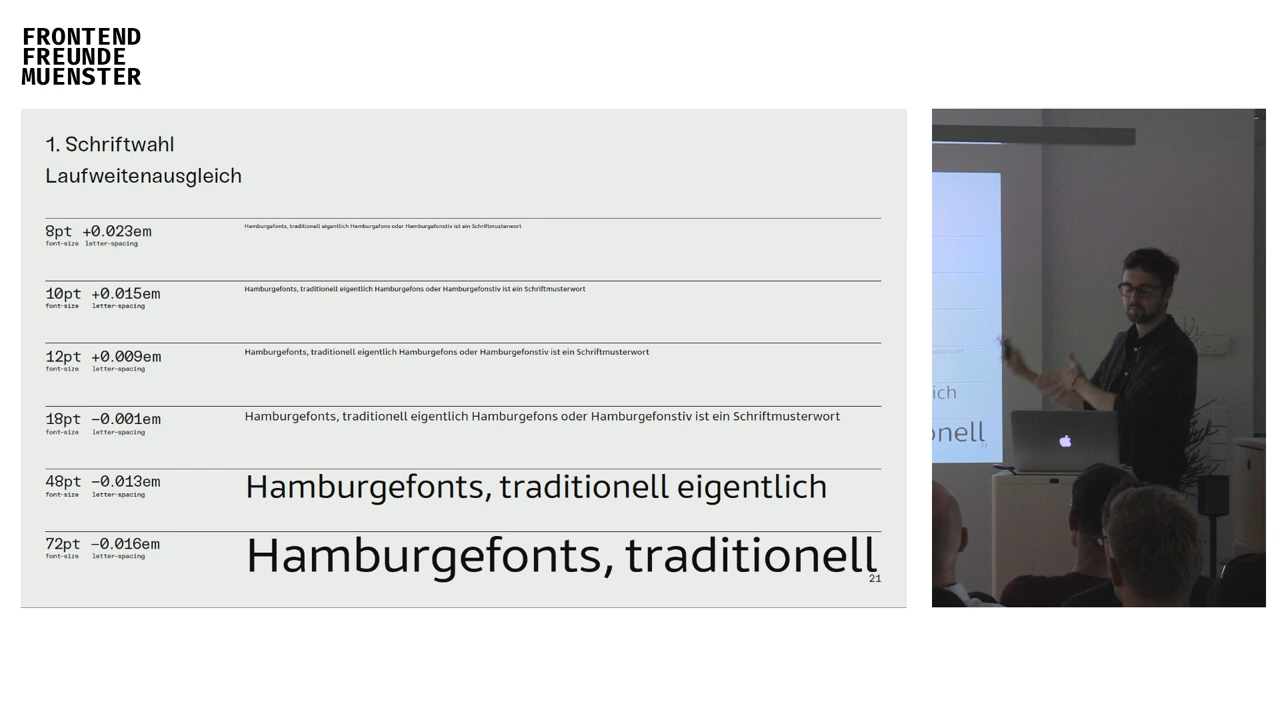 FRONTEND
FREUNDE
MUENSTER
1. Schriftwahl
Laufweitenausgleich
8pt +0.023em
font-size letter-spacing
Hamburgefonts, traditionell eigentlich Hamburgefons oder Hamburgefonstiv ist ein Schriftmusterwort
10pt +0.015em
font-size letter-spacing
Hamburgefonts, traditionell eigentlich Hamburgefons oder Hamburgefonstiv ist ein Schriftmusterwort
12pt +0.009em
font-size letter-spacing
Hamburgefonts, traditionell eigentlich Hamburgefons oder Hamburgefonstiv ist ein Schriftmusterwort
18pt −0.001em
font-size letter-spacing
Hamburgefonts, traditionell eigentlich Hamburgefons oder Hamburgefonstiv ist ein Schriftmusterwort
48pt −0.013em
font-size letter-spacing
Hamburgefonts, traditionell eigentlich
72pt −0.016em
font-size letter-spacing
Hamburgefonts, traditionell
21
ich
onell